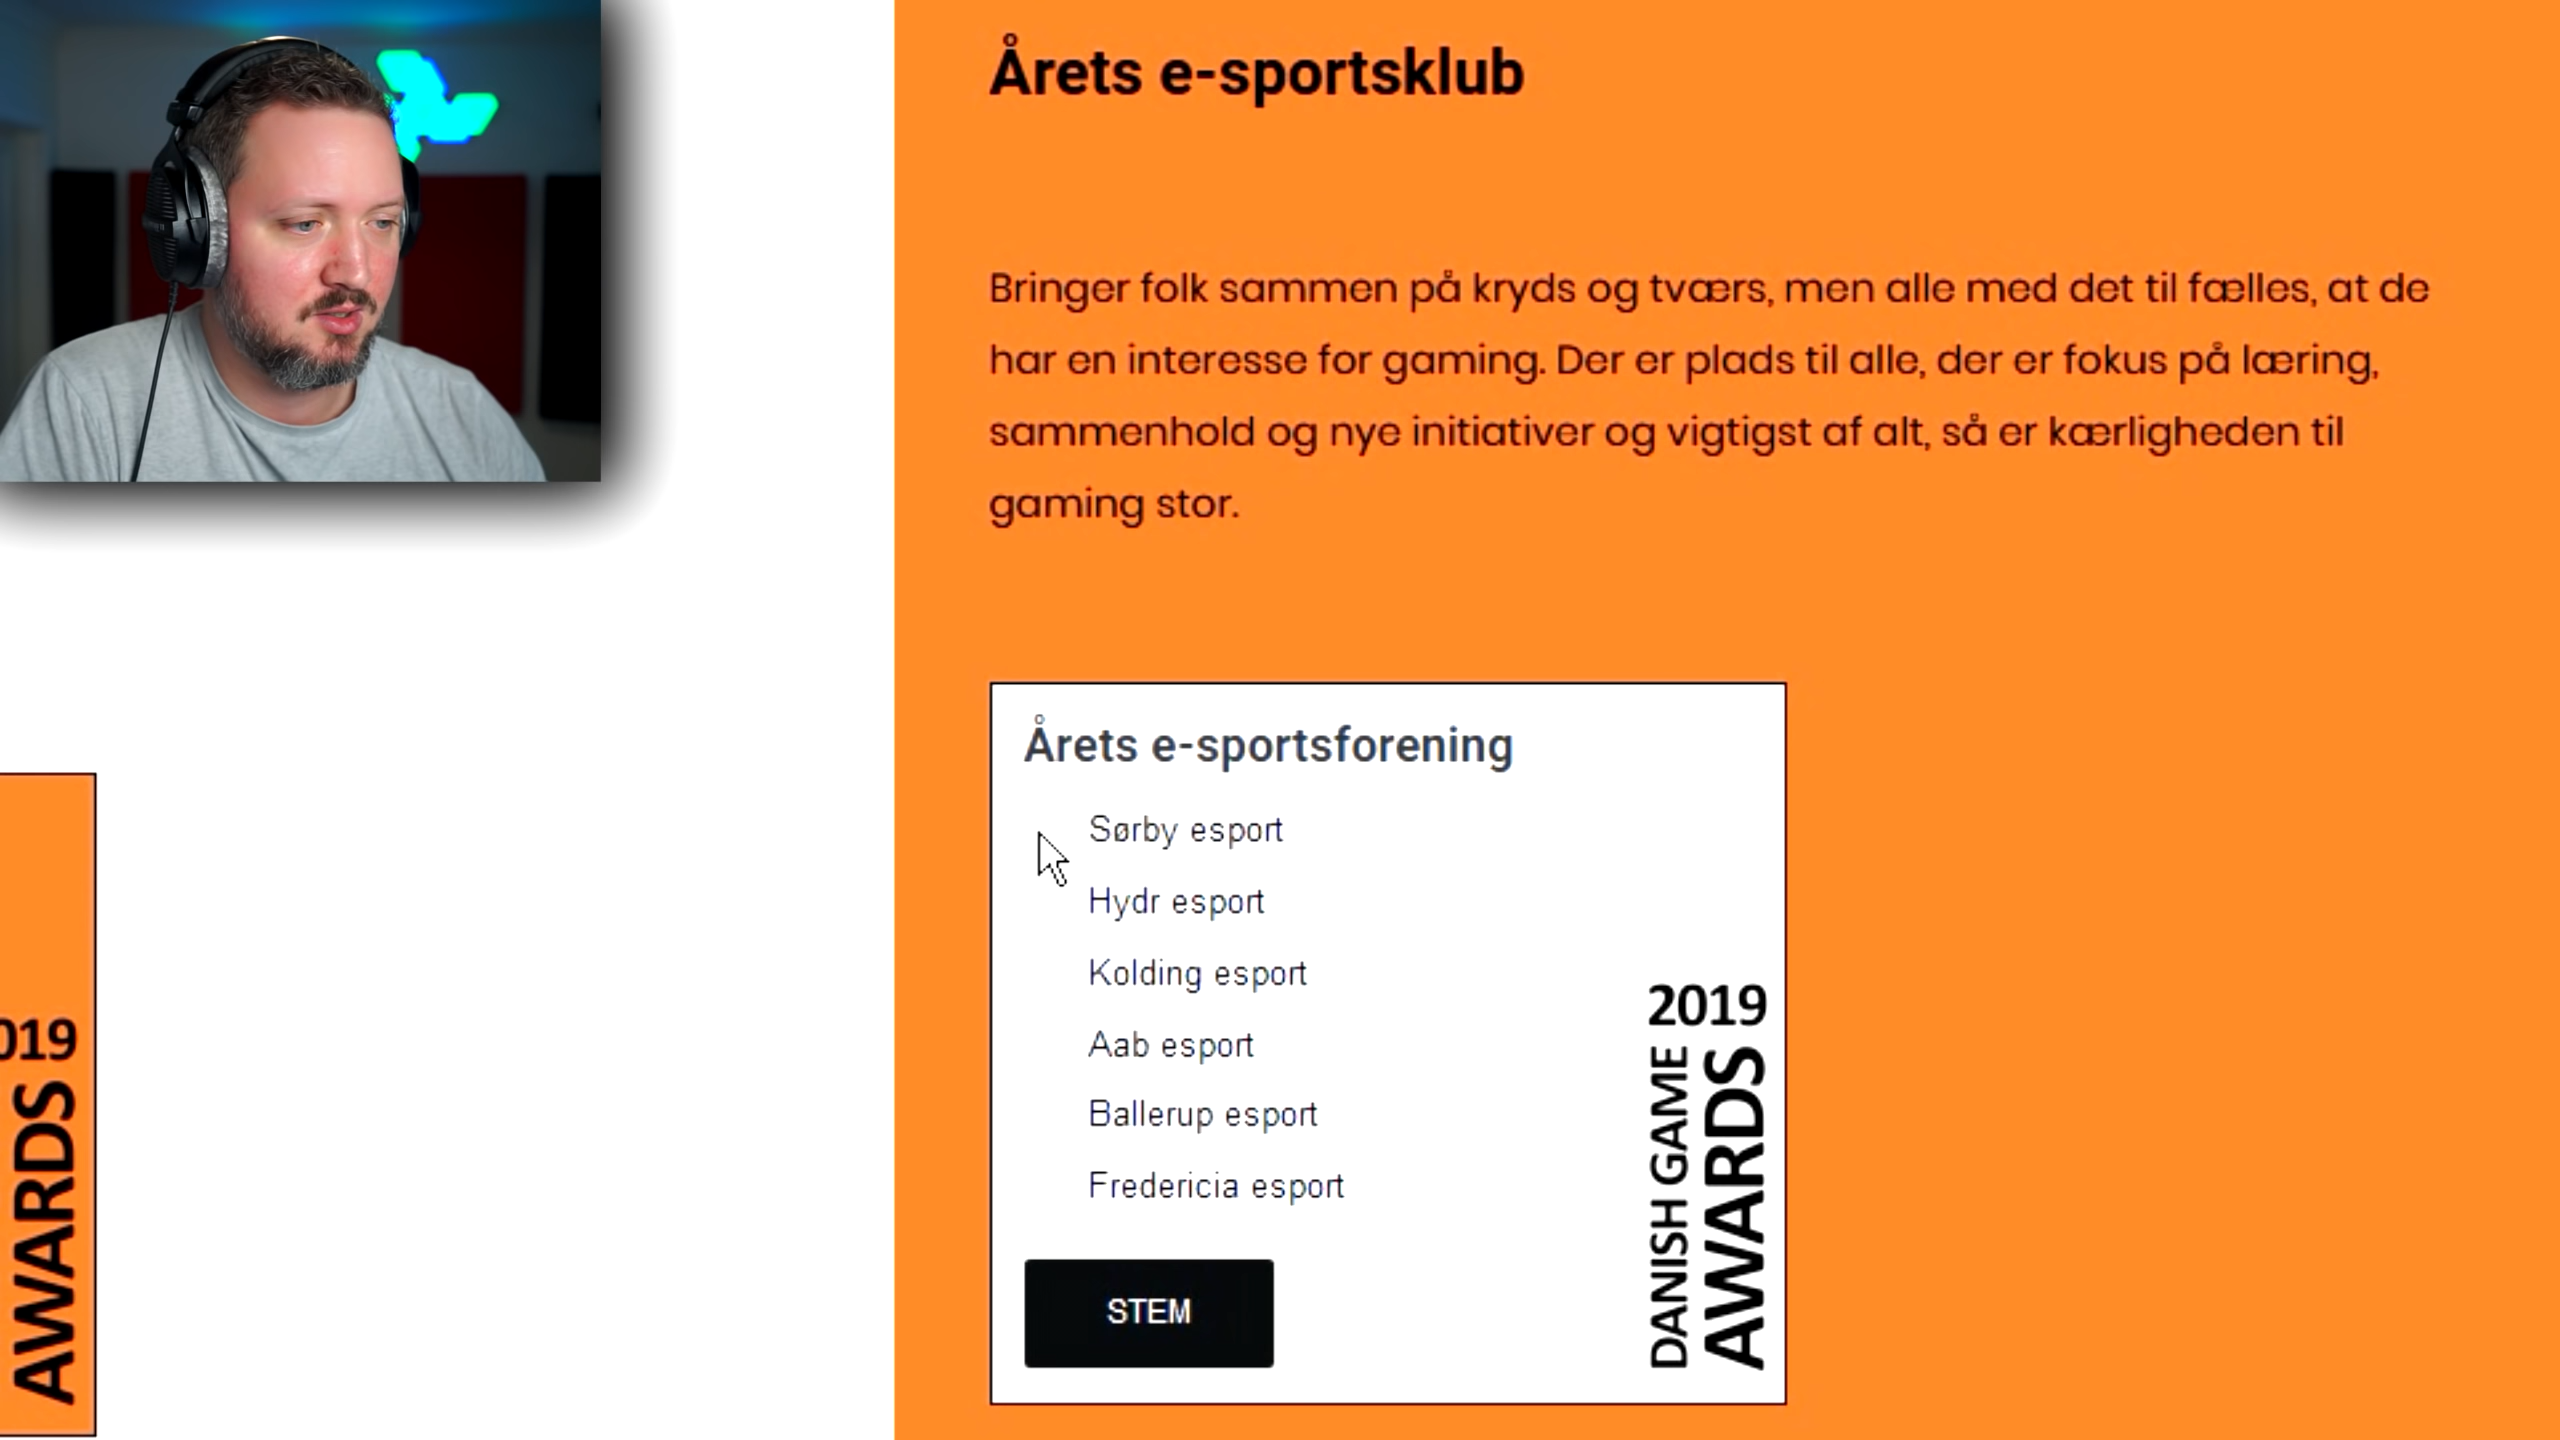 Årets e-sportsklub
Bringer folk sammen på kryds og tværs, men alle med det til fælles, at de
har en interesse for gaming. Der er plads til alle, der er fokus på læring,
sammenhold og nye initiativer og vigtigst af alt, så er kærligheden til
gaming stor.
Årets e-sportsforening
Sørby esport
Hydr esport
Kolding esport
Aab esport
Ballerup esport
Fredericia esport
STEM
2019
DANISH GAME
AWARDS
019
AWARDS